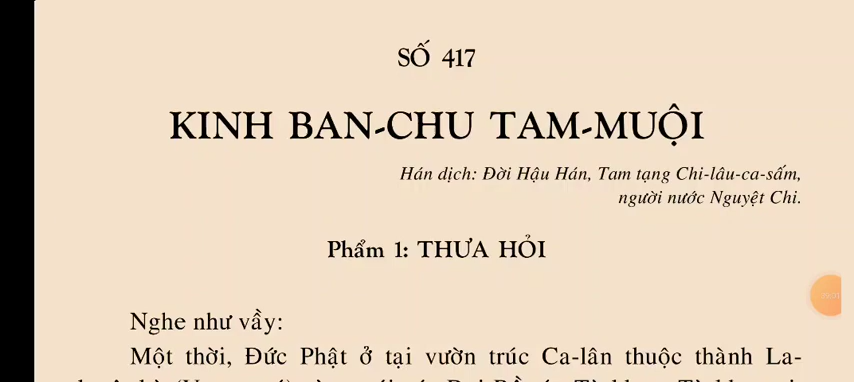 SỐ 417
KINH BAN-CHU TAM-MUỘI
Hán dịch: Đời Hậu Hán, Tam tạng Chi-lâu-ca-sấm,
người nước Nguyệt Chi.
Phẩm 1: THƯA HỎI
Nghe như vầy:
Một thời, Đức Phật ở tại vườn trúc Ca-lân thuộc thành La-